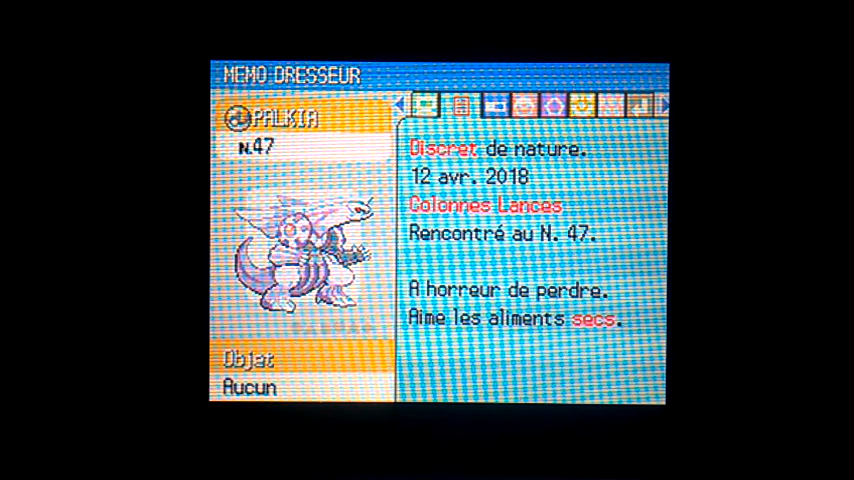 MEMO DRESSEUR
PALKIA
N.47
Discret de nature.
12 avr. 2018
Colonnes Lances
Rencontré au N. 47.
A horreur de perdre.
Aime les aliments secs.
Objet
Aucun